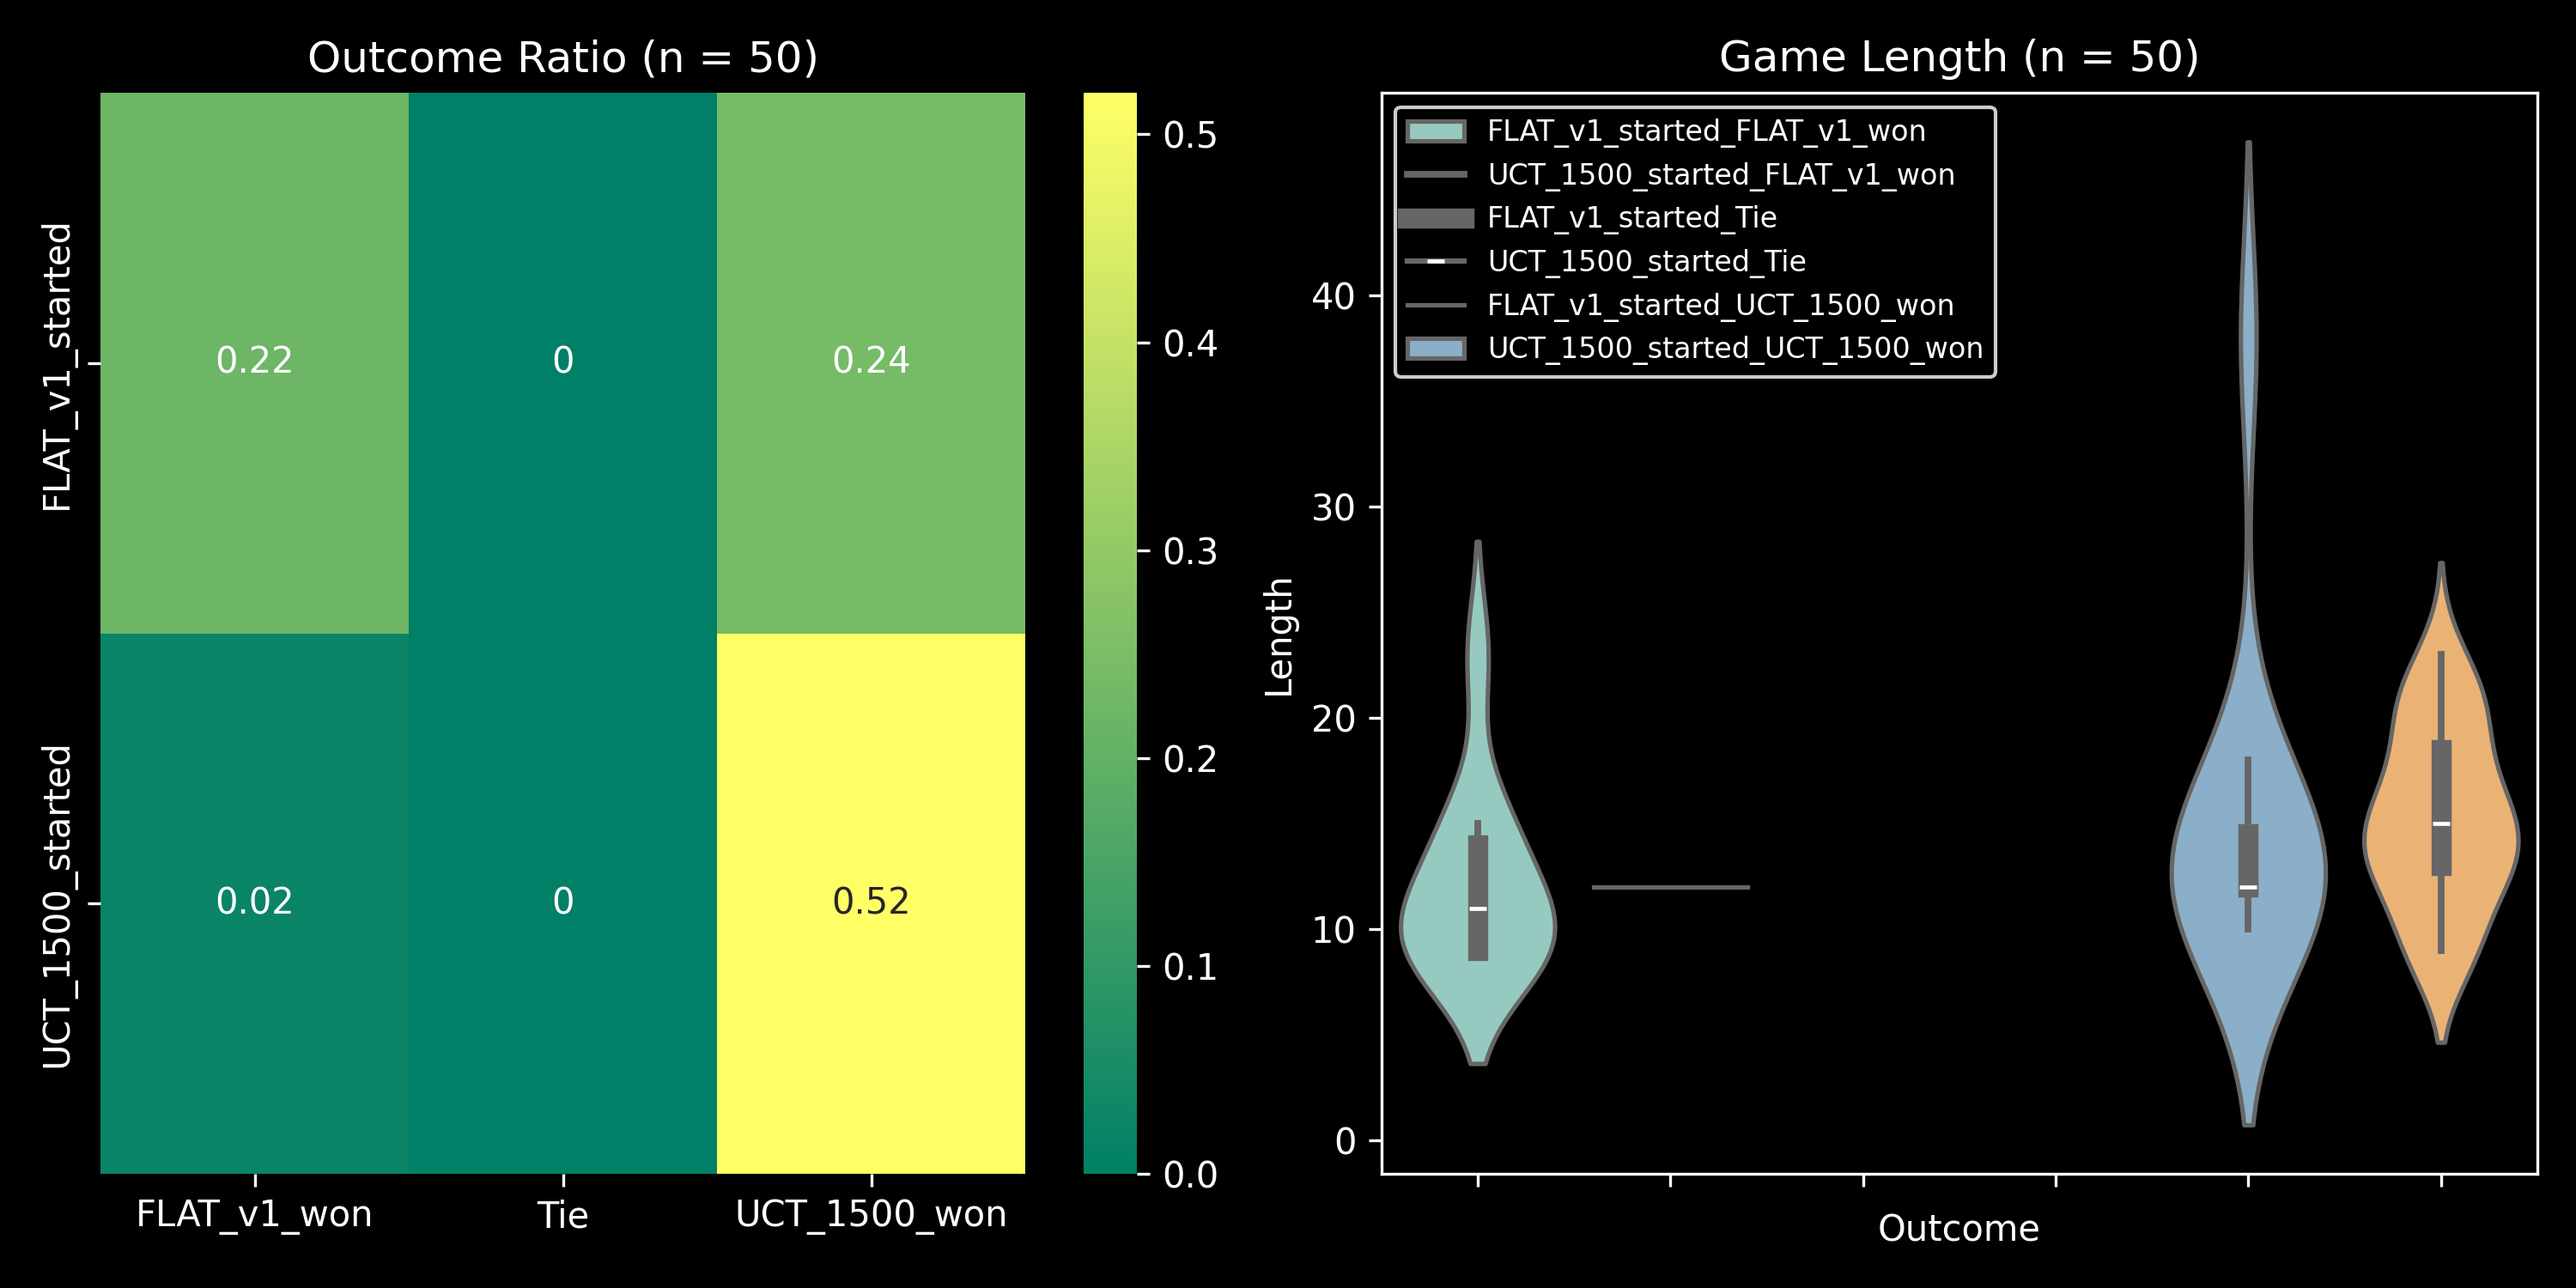 Outcome Ratio (n = 50)
FLAT_v1_started
UCT_1500_started
0.22
0
0.24
0.02
0
0.52
FLAT_v1_won
Tie
UCT_1500_won
0.5
0.4
0.3
0.2
0.1
0.0
Game Length (n = 50)
FLAT_v1_started_FLAT_v1_won
UCT_1500_started_FLAT_v1_won
FLAT_v1_started_Tie
UCT_1500_started_Tie
FLAT_v1_started_UCT_1500_won
UCT_1500_started_UCT_1500_won
Length
40
30
20
10
0
Outcome